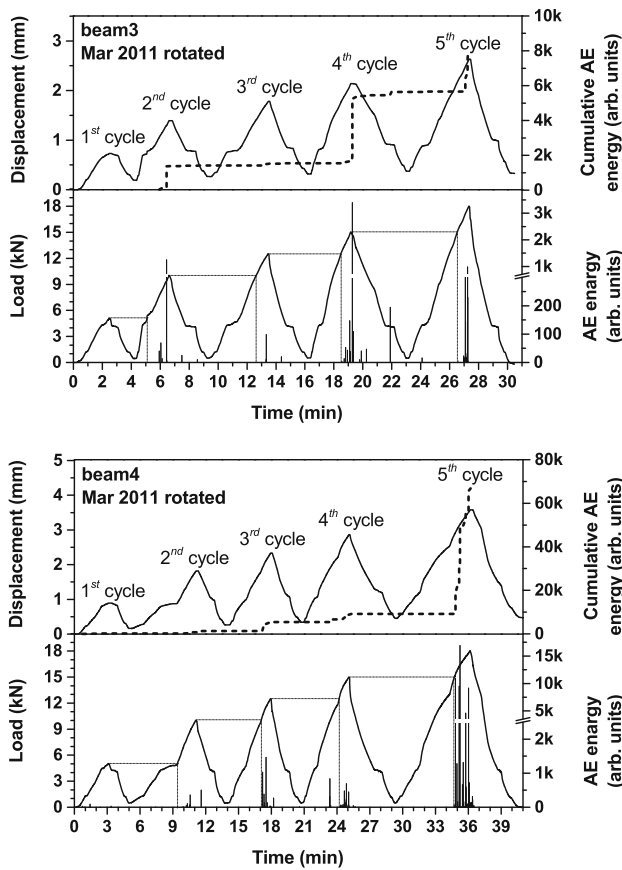 beam3
Mar 2011 rotated
1st cycle
2nd cycle
3rd cycle
4th cycle
5th cycle
Displacement (mm)
3
2
1
0
Cumulative AE
energy (arb. units)
10k
8k
6k
4k
2k
0
Load (kN)
18
15
12
9
6
3
0
AE enargy
(arb. units)
3k
2k
1k
200
100
0
0 2 4 6 8 10 12 14 16 18 20 22 24 26 28 30
Time (min)
beam4
Mar 2011 rotated
1st cycle
2nd cycle
3rd cycle
4th cycle
5th cycle
Displacement (mm)
5
4
3
2
1
0
Cumulative AE
energy (arb. units)
80k
60k
40k
20k
0
Load (kN)
18
15
12
9
6
3
0
AE enargy
(arb. units)
15k
10k
5k
2k
1k
0
0 3 6 9 12 15 18 21 24 27 30 33 36 39
Time (min)